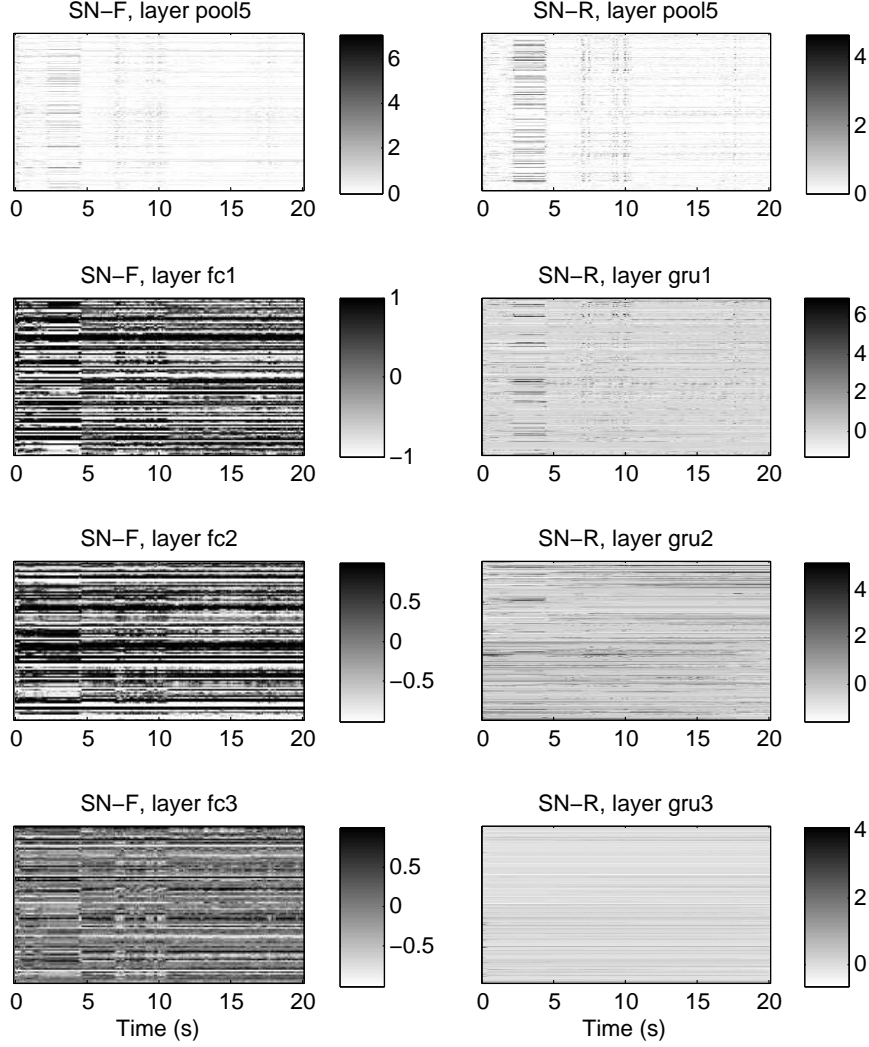 SN−F, layer pool5
6
4
2
0
0 5 10 15 20
SN−R, layer pool5
4
2
0
0 5 10 15 20
SN−F, layer fc1
1
0
−1
0 5 10 15 20
SN−R, layer gru1
6
4
2
0
0 5 10 15 20
SN−F, layer fc2
0.5
0
−0.5
0 5 10 15 20
SN−R, layer gru2
4
2
0
0 5 10 15 20
SN−F, layer fc3
0.5
0
−0.5
0 5 10 15 20
Time (s)
SN−R, layer gru3
4
2
0
0 5 10 15 20
Time (s)